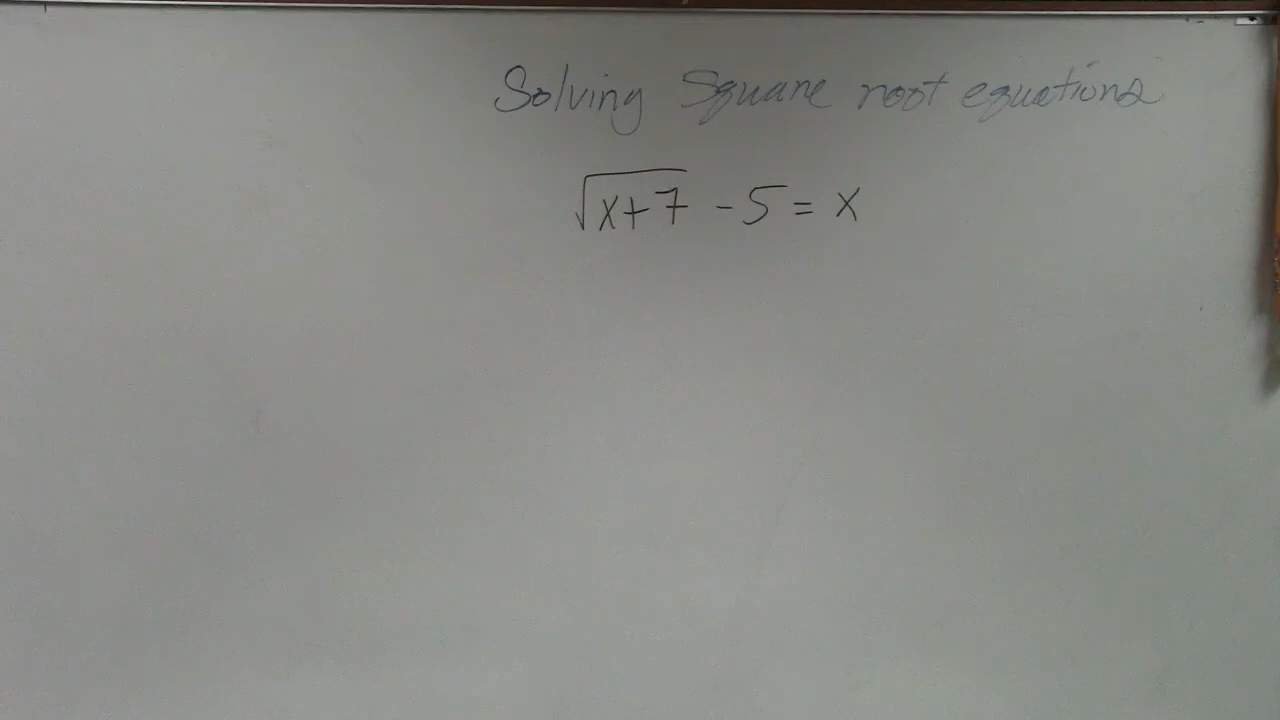 Solving Square root equations
√(x+7) - 5 = x